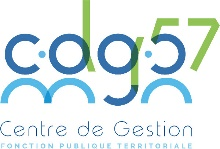 cdg57
Centre de Gestion
FONCTION PUBLIQUE TERRITORIALE